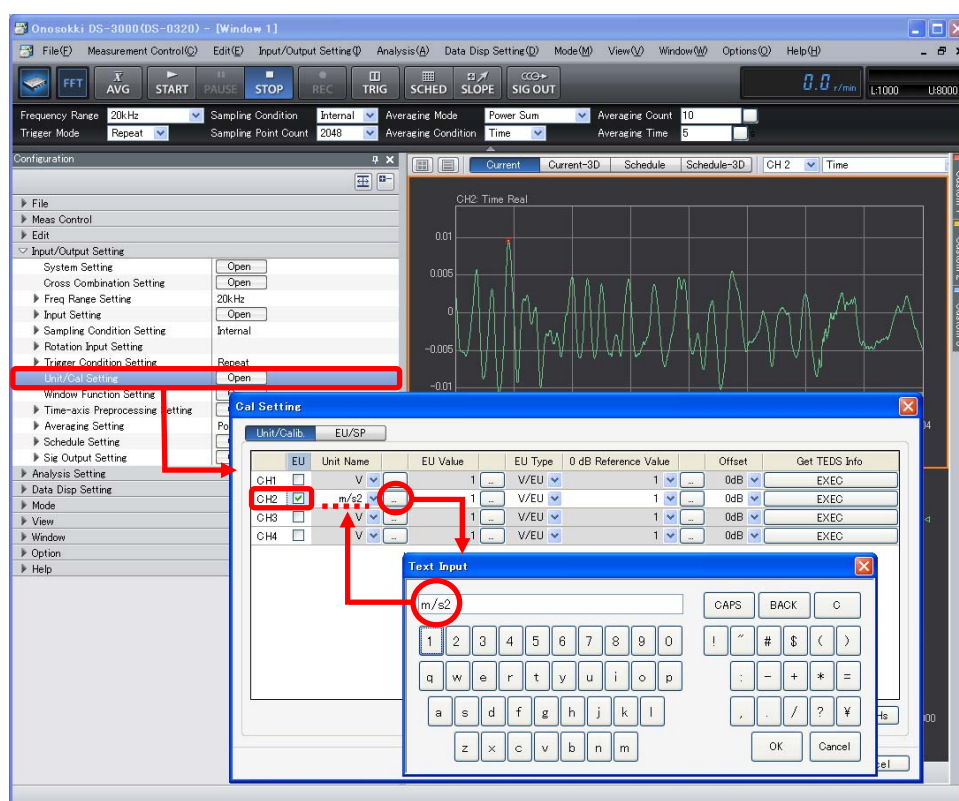 Onosokki DS-3000(DS-0320) - [Window 1]
File(F) Measurement Control(C) Edit(E) Input/Output Setting(I) Analysis(A) Data Disp Setting(D) Mode(M) View(V) Window(W) Options(O) Help(H)
FFT X AVG START PAUSE STOP REC TRIG SCHED SLOPE SIG OUT 0.0 r/min L:1000 U:8000
Frequency Range 20kHz Sampling Condition Internal Averaging Mode Power Sum Averaging Count 10
Trigger Mode Repeat Sampling Point Count 2048 Averaging Condition Time Averaging Time 5
Configuration
Current Current-3D Schedule Schedule-3D CH 2 Time
File
Meas Control
Edit
Input/Output Setting
System Setting Open
Cross Combination Setting Open
Freq Range Setting 20kHz
Input Setting Open
Sampling Condition Setting Internal
Rotation Input Setting
Trigger Condition Setting Repeat
Unit/Cal Setting Open
Window Function Setting
Time-axis Preprocessing Setting
Averaging Setting Po
Schedule Setting
Sig Output Setting
Analysis Setting
Data Disp Setting
Mode
View
Window
Option
Help
CH2: Time Real
0.01
0.005
0
-0.005
-0.01
Cal Setting
Unit/Calib. EU/SP
EU Unit Name EU Value EU Type 0 dB Reference Value Offset Get TEDS Info
CH1 V ... 1 ... V/EU 1 ... 0dB EXEC
CH2 m/s2 ... 1 ... V/EU 1 ... 0dB EXEC
CH3 V ... 1 ... V/EU 1 ... 0dB EXEC
CH4 V ... 1 ... V/EU 1 ... 0dB EXEC
Text Input
m/s2 CAPS BACK C
1 2 3 4 5 6 7 8 9 0 ! " # $ ( )
q w e r t y u i o p : - + * =
a s d f g h j k l , . / ? ¥
z x c v b n m OK Cancel